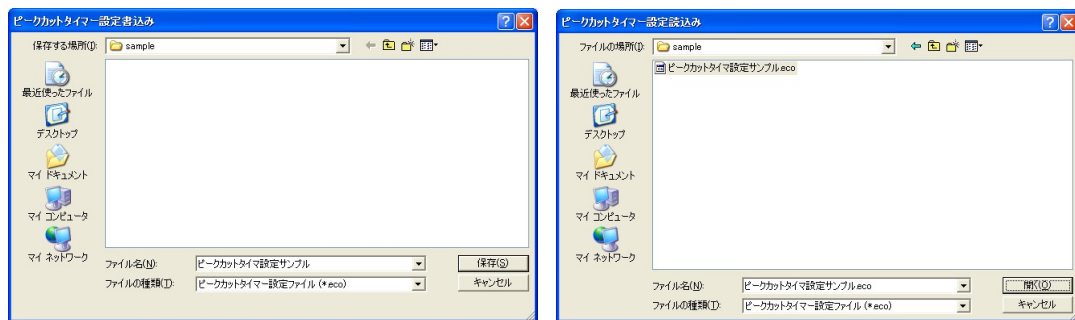 ピークカットタイマー設定書込み
保存する場所(I):
sample
最近使ったファイル
デスクトップ
マイ ドキュメント
マイ コンピュータ
マイ ネットワーク
ファイル名(N):
ピークカットタイマ設定サンプル
保存(S)
ファイルの種類(T):
ピークカットタイマー設定ファイル (*.eco)
キャンセル
ピークカットタイマー設定読込み
ファイルの場所(I):
sample
ピークカットタイマ設定サンプル.eco
最近使ったファイル
デスクトップ
マイ ドキュメント
マイ コンピュータ
マイ ネットワーク
ファイル名(N):
ピークカットタイマ設定サンプル.eco
開く(O)
ファイルの種類(T):
ピークカットタイマー設定ファイル (*.eco)
キャンセル